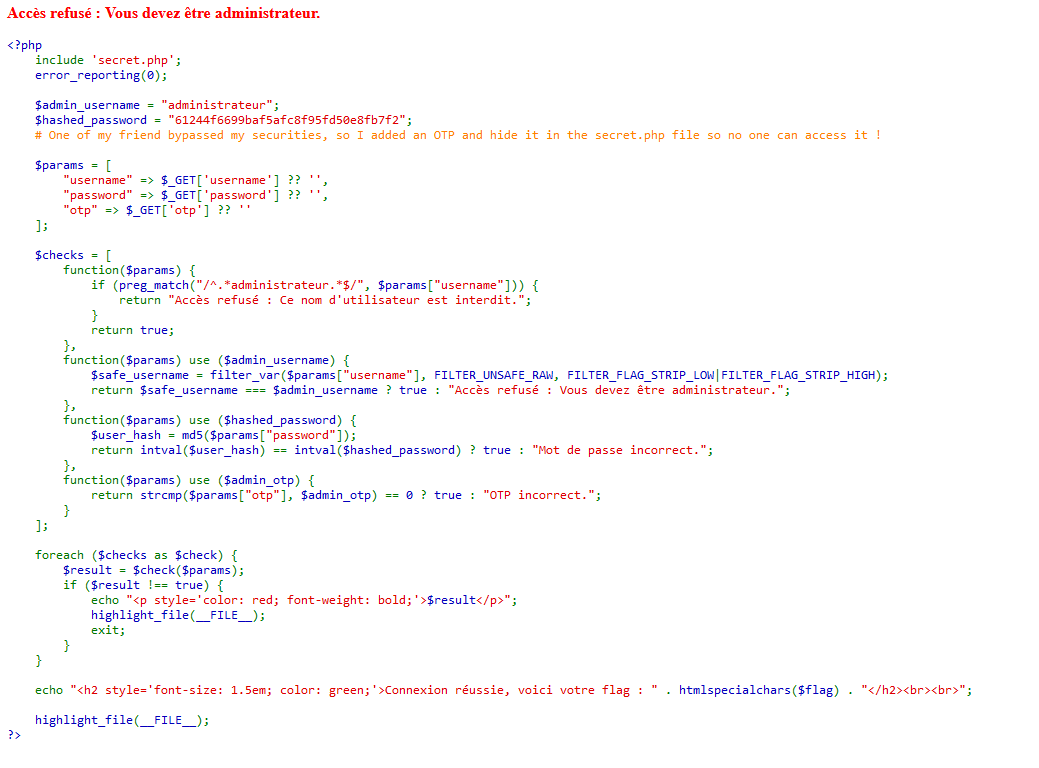 Accès refusé : Vous devez être administrateur.
<?php
include 'secret.php';
error_reporting(0);
$admin_username = "administrateur";
$hashed_password = "61244f6699baf5afc8f95fd50e8fb7f2";
# One of my friend bypassed my securities, so I added an OTP and hide it in the secret.php file so no one can access it !
$params = [
"username" => $_GET['username'] ?? '',
"password" => $_GET['password'] ?? '',
"otp" => $_GET['otp'] ?? ''
];
$checks = [
function($params) {
if (preg_match("/^.*administrateur.*$/", $params["username"])) {
return "Accès refusé : Ce nom d'utilisateur est interdit.";
}
return true;
},
function($params) use ($admin_username) {
$safe_username = filter_var($params["username"], FILTER_UNSAFE_RAW, FILTER_FLAG_STRIP_LOW|FILTER_FLAG_STRIP_HIGH);
return $safe_username === $admin_username ? true : "Accès refusé : Vous devez être administrateur.";
},
function($params) use ($hashed_password) {
$user_hash = md5($params["password"]);
return intval($user_hash) == intval($hashed_password) ? true : "Mot de passe incorrect.";
},
function($params) use ($admin_otp) {
return strcmp($params["otp"], $admin_otp) == 0 ? true : "OTP incorrect.";
}
];
foreach ($checks as $check) {
$result = $check($params);
if ($result !== true) {
echo "<p style='color: red; font-weight: bold;'>$result</p>";
highlight_file(__FILE__);
exit;
}
}
echo "<h2 style='font-size: 1.5em; color: green;'>Connexion réussie, voici votre flag : " . htmlspecialchars($flag) . "</h2><br><br>";
highlight_file(__FILE__);
?>